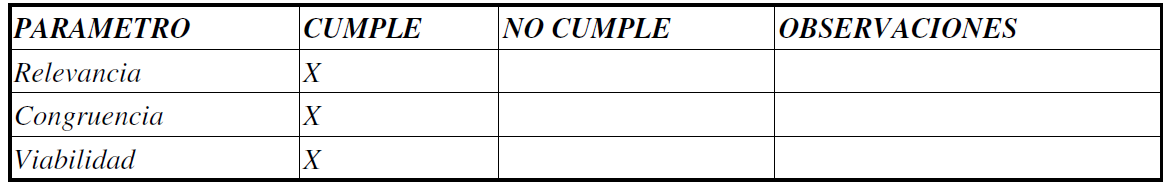 PARAMETRO CUMPLE NO CUMPLE OBSERVACIONES
Relevancia X
Congruencia X
Viabilidad X